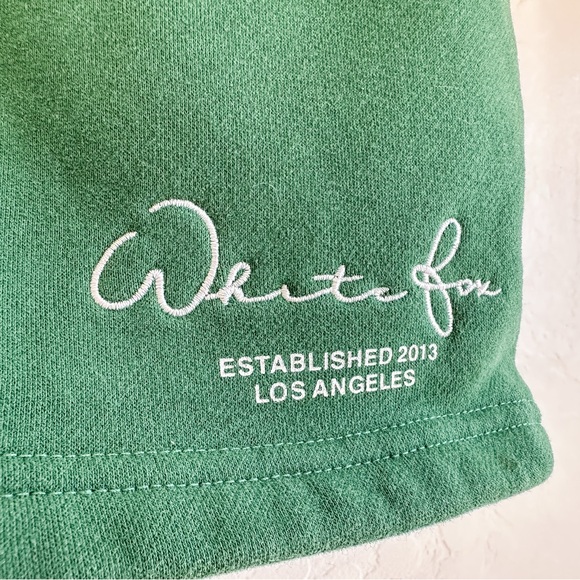 White fox
ESTABLISHED 2013
LOS ANGELES